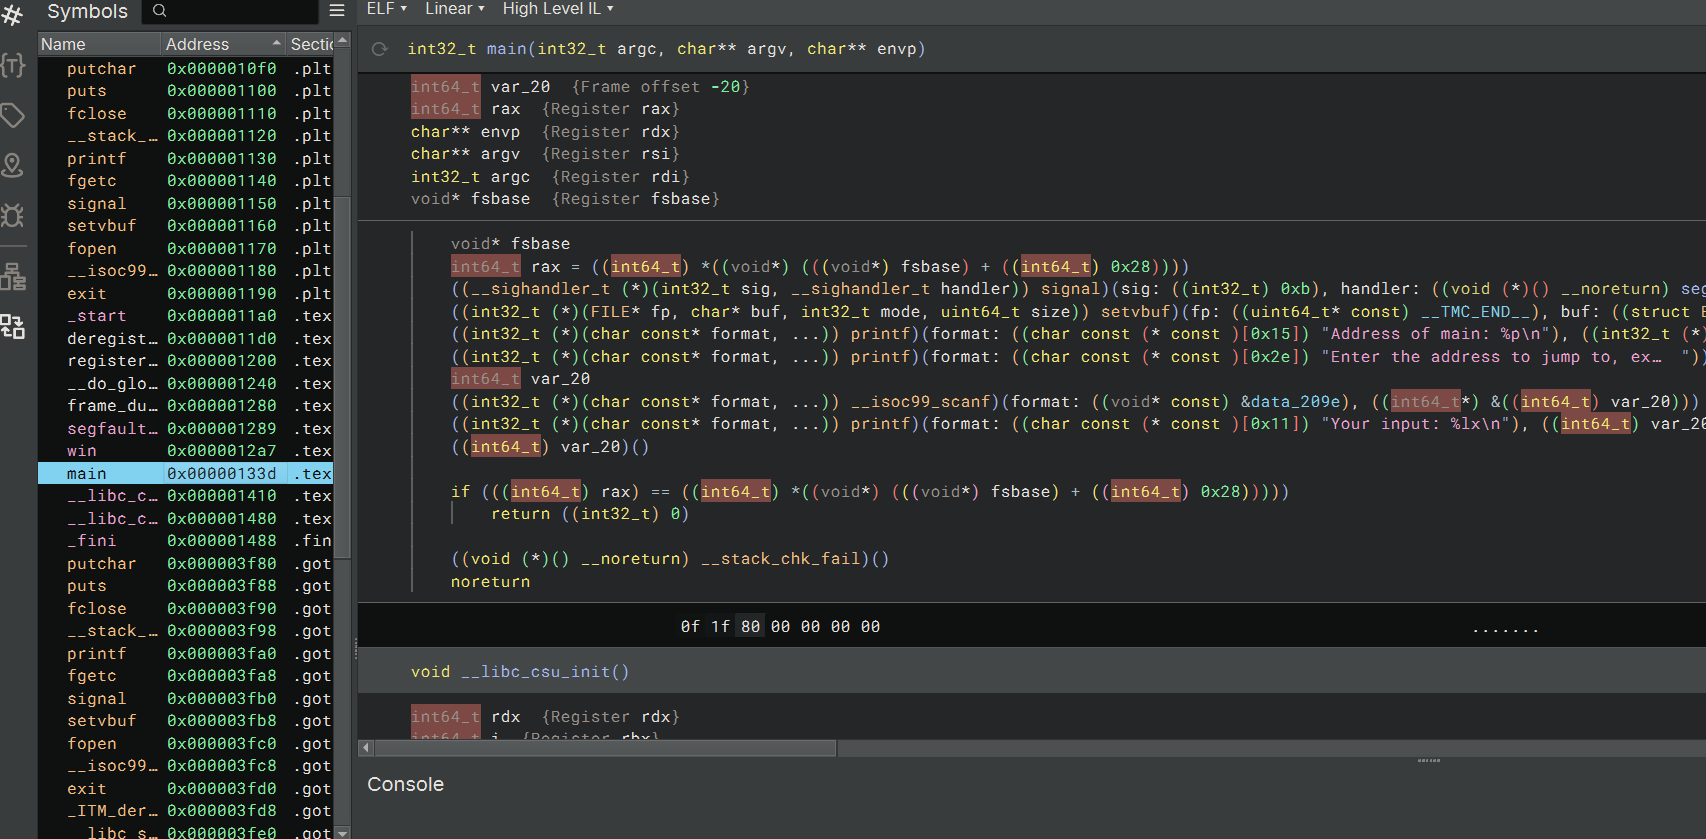 Symbols
ELF ▾ Linear ▾ High Level IL ▾
Name Address Sectio
putchar 0x0000010f0 .plt
puts 0x000001100 .plt
fclose 0x000001110 .plt
__stack_… 0x000001120 .plt
printf 0x000001130 .plt
fgetc 0x000001140 .plt
signal 0x000001150 .plt
setvbuf 0x000001160 .plt
fopen 0x000001170 .plt
__isoc99… 0x000001180 .plt
exit 0x000001190 .plt
_start 0x0000011a0 .tex
deregist… 0x0000011d0 .tex
register… 0x000001200 .tex
__do_glo… 0x000001240 .tex
frame_du… 0x000001280 .tex
segfault… 0x000001289 .tex
win 0x0000012a7 .tex
main 0x00000133d .tex
__libc_c… 0x000001410 .tex
__libc_c… 0x000001480 .tex
_fini 0x000001488 .fin
putchar 0x000003f80 .got
puts 0x000003f88 .got
fclose 0x000003f90 .got
__stack_… 0x000003f98 .got
printf 0x000003fa0 .got
fgetc 0x000003fa8 .got
signal 0x000003fb0 .got
setvbuf 0x000003fb8 .got
fopen 0x000003fc0 .got
__isoc99… 0x000003fc8 .got
exit 0x000003fd0 .got
_ITM_der… 0x000003fd8 .got
__libc_s… 0x000003fe0 .got
int32_t main(int32_t argc, char** argv, char** envp)
int64_t var_20 {Frame offset -20}
int64_t rax {Register rax}
char** envp {Register rdx}
char** argv {Register rsi}
int32_t argc {Register rdi}
void* fsbase {Register fsbase}
void* fsbase
int64_t rax = ((int64_t) *((void*) (((void*) fsbase) + ((int64_t) 0x28))))
((__sighandler_t (*)(int32_t sig, __sighandler_t handler)) signal)(sig: ((int32_t) 0xb), handler: ((void (*)() __noreturn) seg
((int32_t (*)(FILE* fp, char* buf, int32_t mode, uint64_t size)) setvbuf)(fp: ((uint64_t* const) __TMC_END__), buf: ((struct E
((int32_t (*)(char const* format, ...)) printf)(format: ((char const (* const )[0x15]) "Address of main: %p\n"), ((int32_t (*)
((int32_t (*)(char const* format, ...)) printf)(format: ((char const (* const )[0x2e]) "Enter the address to jump to, ex… "))
int64_t var_20
((int32_t (*)(char const* format, ...)) __isoc99_scanf)(format: ((void* const) &data_209e), ((int64_t*) &((int64_t) var_20)))
((int32_t (*)(char const* format, ...)) printf)(format: ((char const (* const )[0x11]) "Your input: %lx\n"), ((int64_t) var_20
((int64_t) var_20)()
if (((int64_t) rax) == ((int64_t) *((void*) (((void*) fsbase) + ((int64_t) 0x28)))))
return ((int32_t) 0)
((void (*)() __noreturn) __stack_chk_fail)()
noreturn
0f 1f 80 00 00 00 00 .......
void __libc_csu_init()
int64_t rdx {Register rdx}
int64_t i {Register rbx}
Console